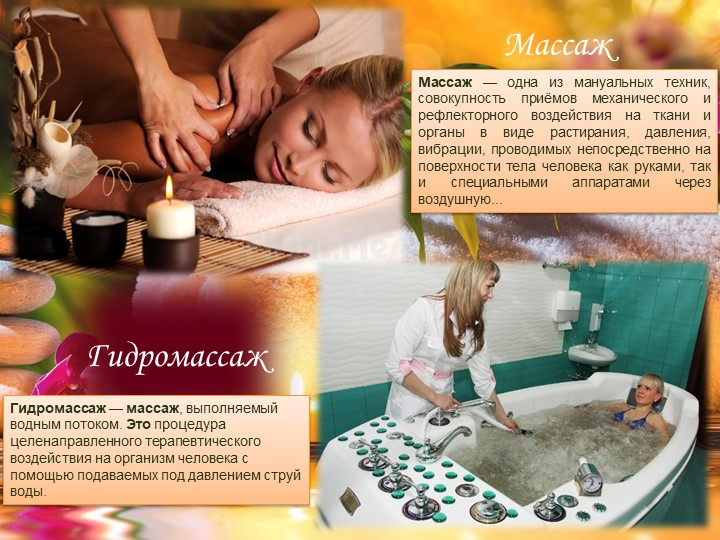 Массаж
Массаж — одна из мануальных техник,
совокупность приёмов механического и
рефлекторного воздействия на ткани и
органы в виде растирания, давления,
вибрации, проводимых непосредственно на
поверхности тела человека как руками, так
и специальными аппаратами через
воздушную...
Гидромассаж
Гидромассаж — массаж, выполняемый
водным потоком. Это процедура
целенаправленного терапевтического
воздействия на организм человека с
помощью подаваемых под давлением струй
воды.